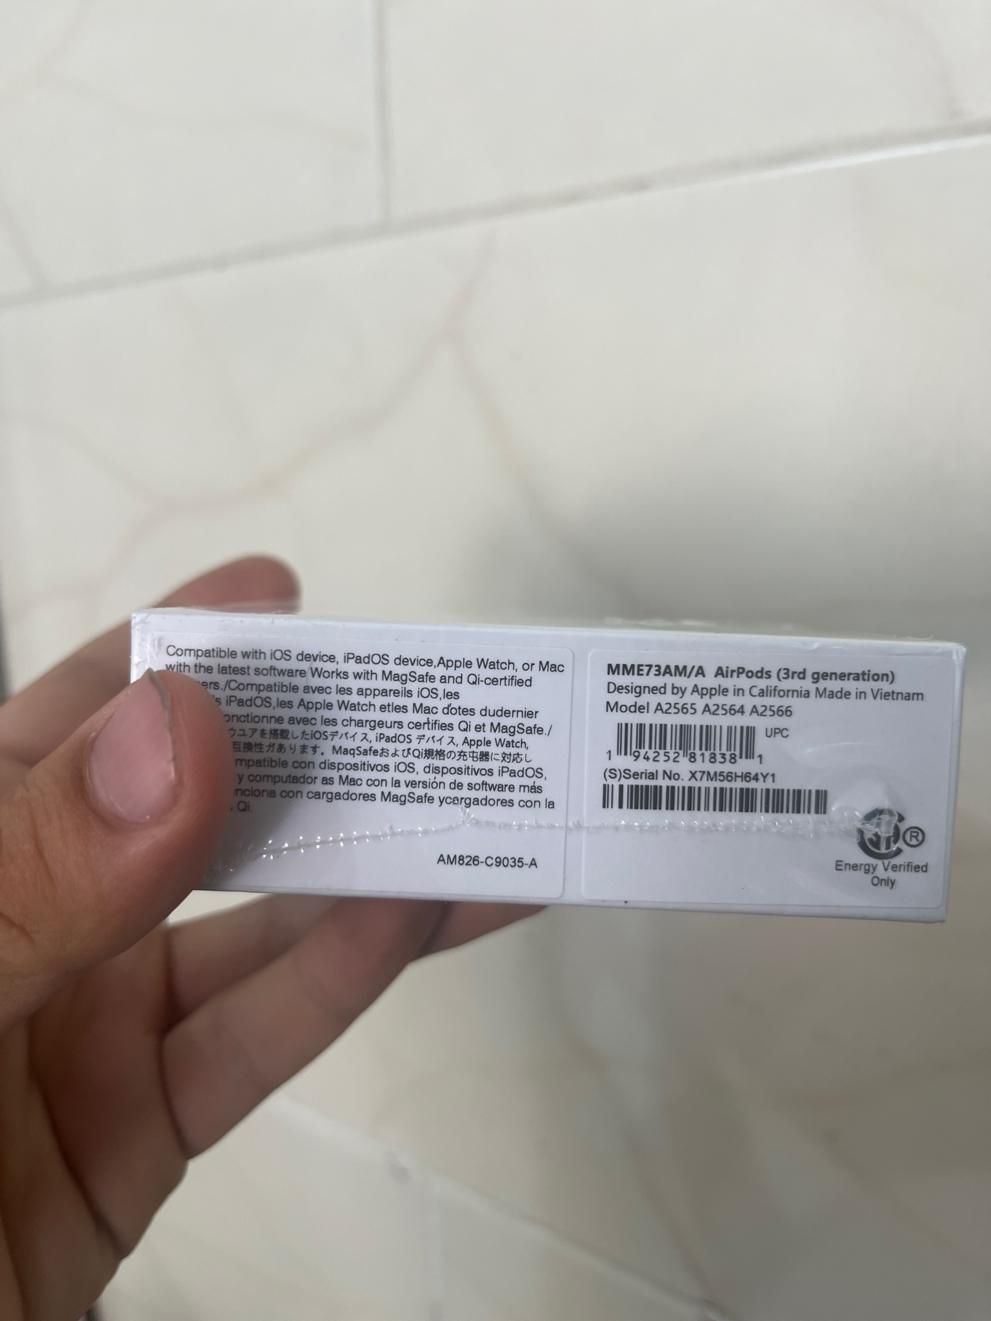 Compatible with iOS device, iPadOS device,Apple Watch, or Mac
with the latest software Works with MagSafe and Qi-certified
ers./Compatible avec les appareils iOS,les
iPadOS,les Apple Watch etles Mac dotes dudernier
onctionne avec les chargeurs certifies Qi et MagSafe./
ウユアを搭載したiOSデバイス, iPadOS デバイス, Apple Watch,
互換性ガあります. MaqSafeおよびQi規格の充电器に対応し
mpatible con dispositivos iOS, dispositivos iPadOS,
y computador as Mac con la versión de software más
nciona con cargadores MagSafe ycargadores con la
Qi
AM826-C9035-A
MME73AM/A AirPods (3rd generation)
Designed by Apple in California Made in Vietnam
Model A2565 A2564 A2566
UPC
1 94252 81838 1
(S)Serial No. X7M56H64Y1
®
Energy Verified
Only